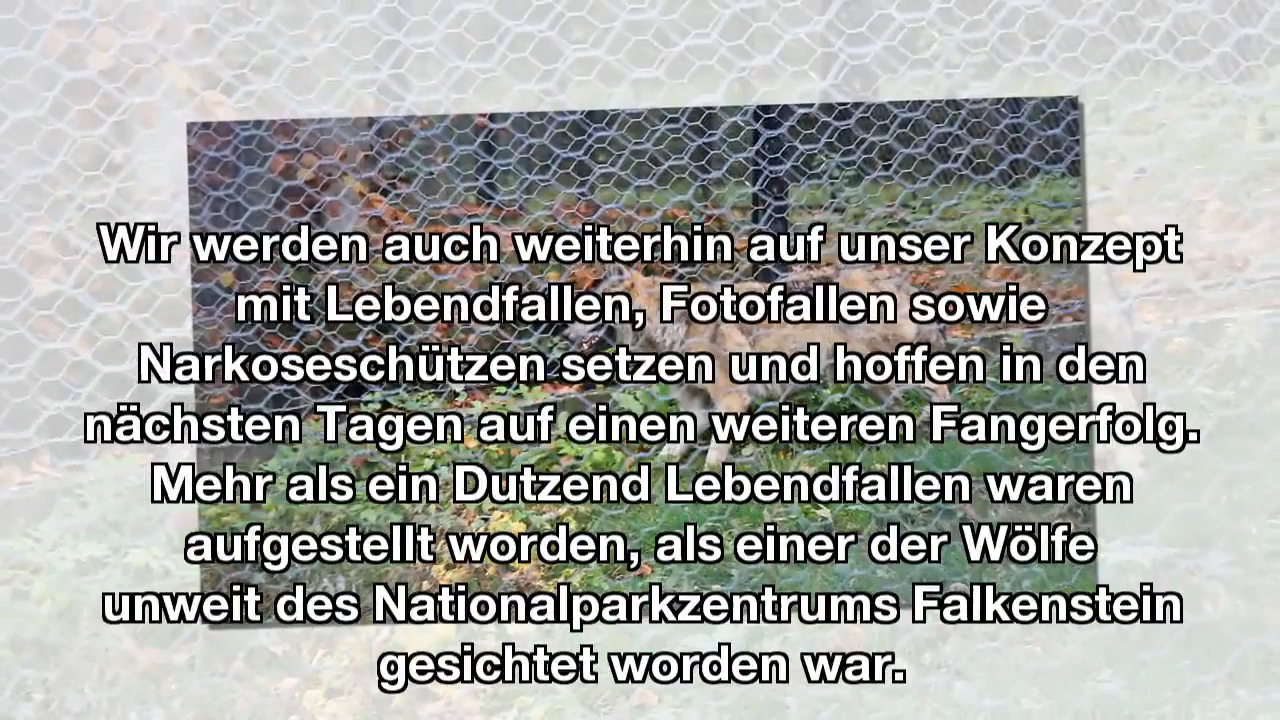 Wir werden auch weiterhin auf unser Konzept
mit Lebendfallen, Fotofallen sowie
Narkoseschützen setzen und hoffen in den
nächsten Tagen auf einen weiteren Fangerfolg.
Mehr als ein Dutzend Lebendfallen waren
aufgestellt worden, als einer der Wölfe
unweit des Nationalparkzentrums Falkenstein
gesichtet worden war.